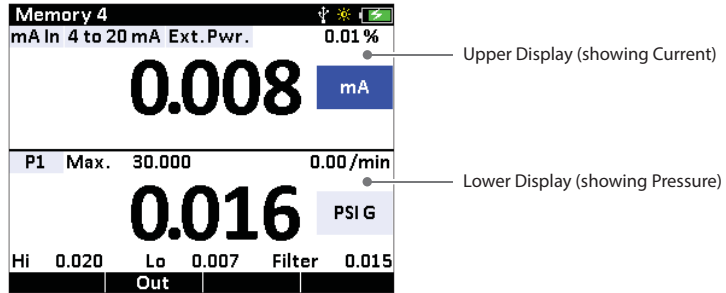 Memory 4
mA In 4 to 20 mA Ext.Pwr. 0.01%
Upper Display (showing Current)
0.008 mA
P1 Max. 30.000 0.00/min
Lower Display (showing Pressure)
0.016 PSI G
Hi 0.020 Lo 0.007 Filter 0.015
Out